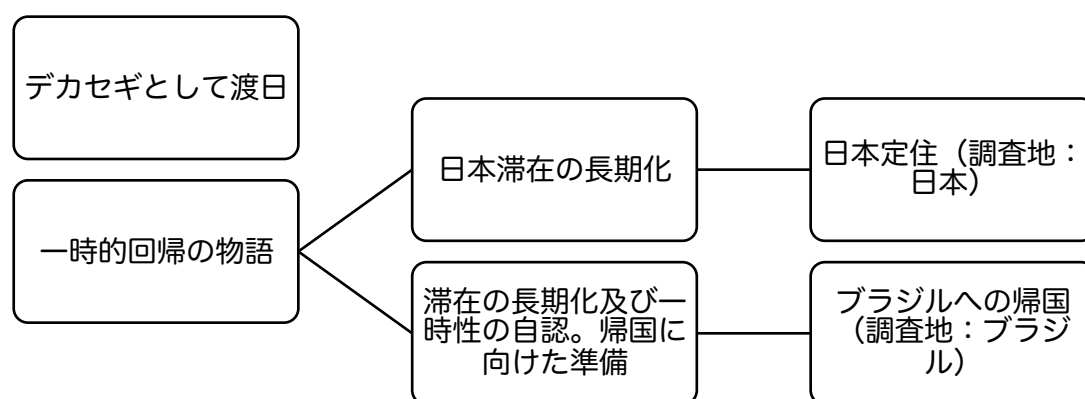 デカセギとして渡日
一時的回帰の物語
日本滞在の長期化
日本定住（調査地：
日本）
滞在の長期化及び一
時性の自認。帰国に
向けた準備
ブラジルへの帰国
（調査地：ブラジ
ル）